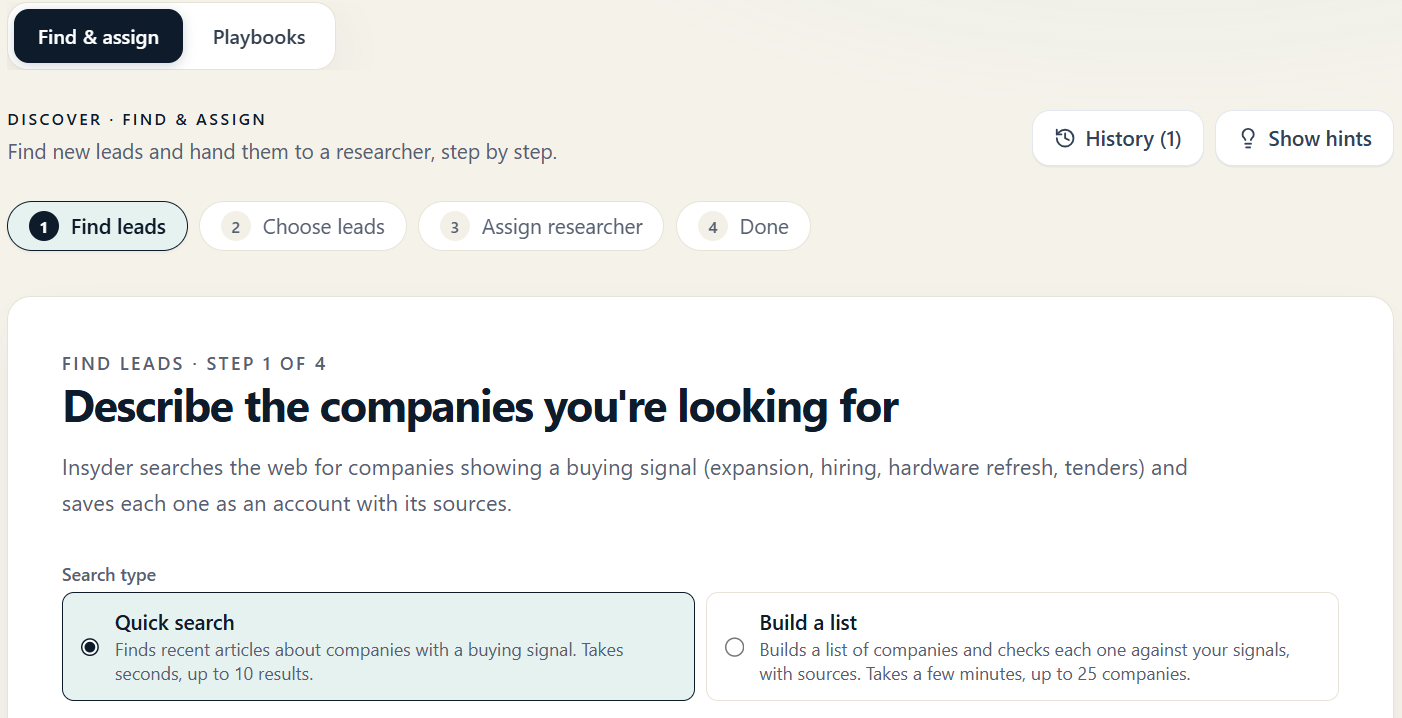 Find & assign
Playbooks
DISCOVER · FIND & ASSIGN
Find new leads and hand them to a researcher, step by step.
History (1)
Show hints
1 Find leads
2 Choose leads
3 Assign researcher
4 Done
FIND LEADS · STEP 1 OF 4
Describe the companies you're looking for
Insyder searches the web for companies showing a buying signal (expansion, hiring, hardware refresh, tenders) and
saves each one as an account with its sources.
Search type
Quick search
Finds recent articles about companies with a buying signal. Takes
seconds, up to 10 results.
Build a list
Builds a list of companies and checks each one against your signals,
with sources. Takes a few minutes, up to 25 companies.